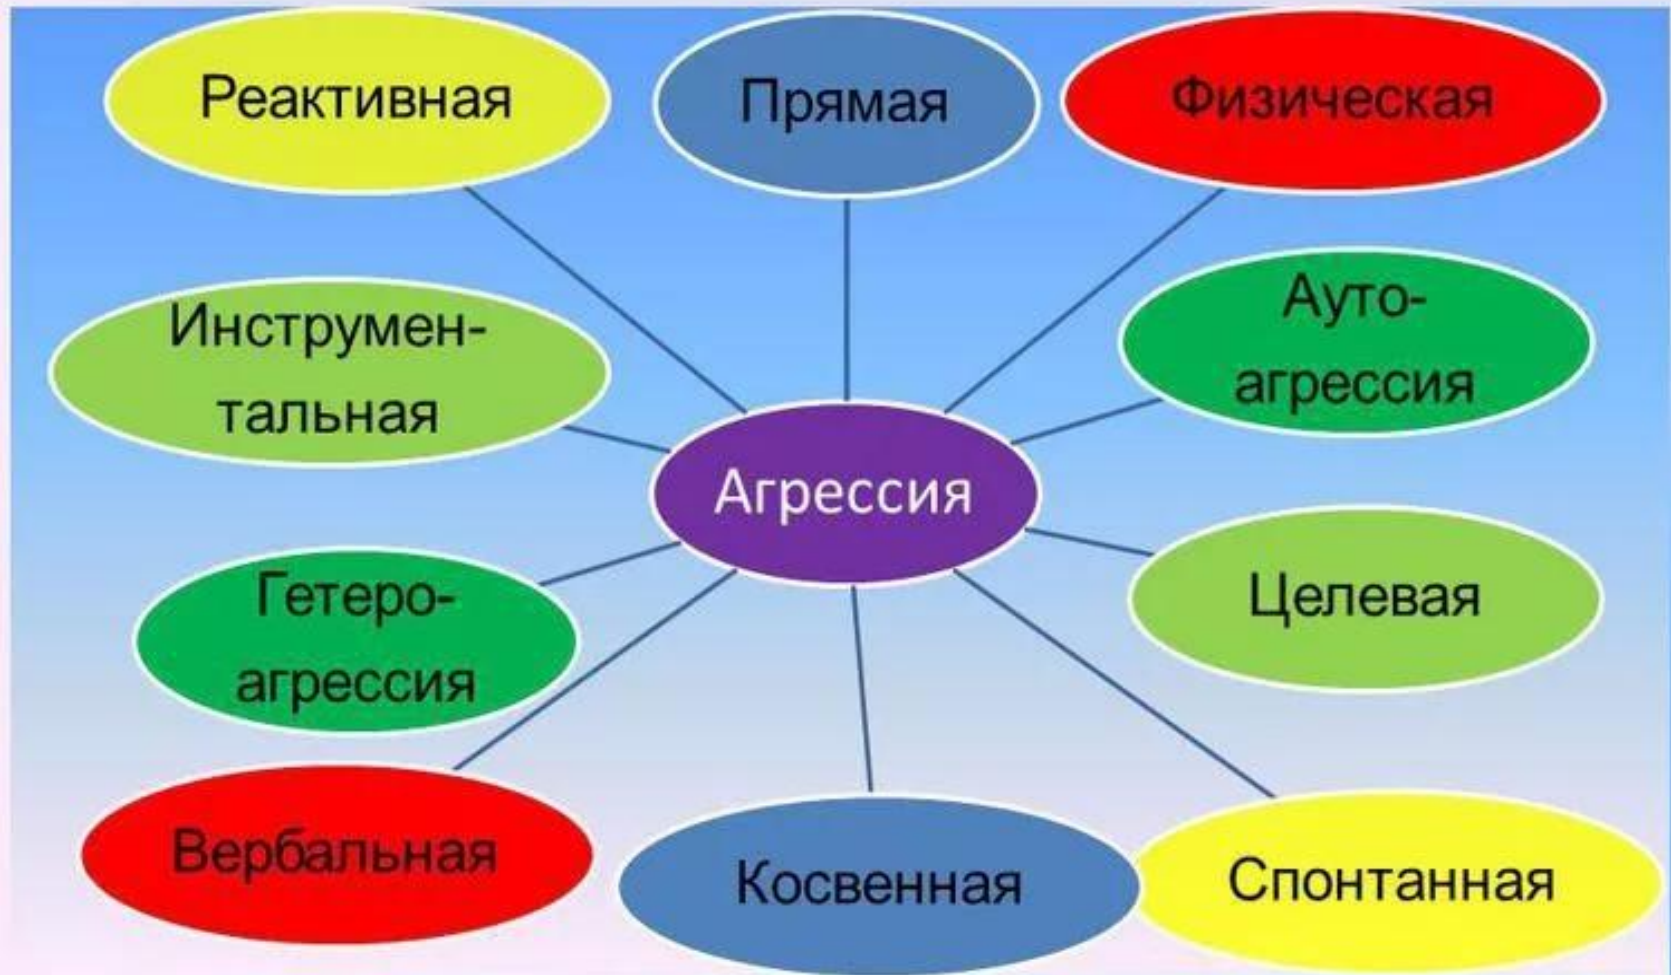 Реактивная
Прямая
Физическая
Инструмен-
тальная
Ауто-
агрессия
Агрессия
Гетеро-
агрессия
Целевая
Вербальная
Косвенная
Спонтанная